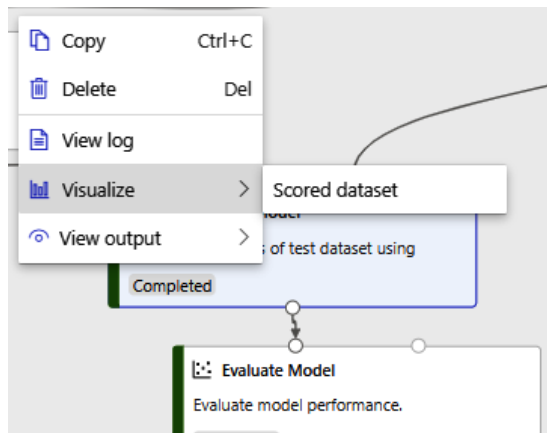 Copy Ctrl+C
Delete Del
View log
Visualize
Scored dataset
View output
of test dataset using
Completed
Evaluate Model
Evaluate model performance.